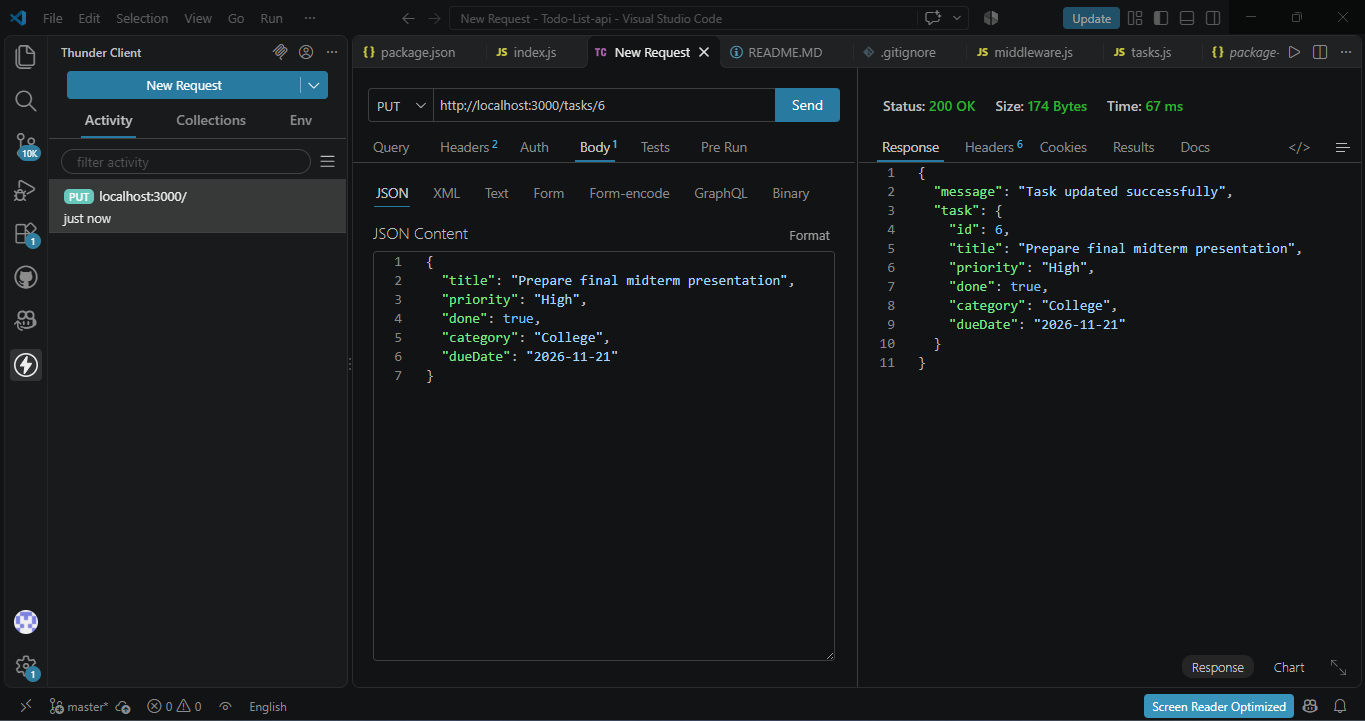 File Edit Selection View Go Run ··· New Request - Todo-List-api - Visual Studio Code Update
Thunder Client
New Request
Activity Collections Env
filter activity
PUT localhost:3000/
just now
10K
1
1
{} package.json JS index.js TC New Request README.MD .gitignore JS middleware.js JS tasks.js {} package-
PUT http://localhost:3000/tasks/6 Send
Query Headers 2 Auth Body 1 Tests Pre Run
JSON XML Text Form Form-encode GraphQL Binary
JSON Content Format
1 {
2 "title": "Prepare final midterm presentation",
3 "priority": "High",
4 "done": true,
5 "category": "College",
6 "dueDate": "2026-11-21"
7 }
Status: 200 OK Size: 174 Bytes Time: 67 ms
Response Headers 6 Cookies Results Docs </>
1 {
2 "message": "Task updated successfully",
3 "task": {
4 "id": 6,
5 "title": "Prepare final midterm presentation",
6 "priority": "High",
7 "done": true,
8 "category": "College",
9 "dueDate": "2026-11-21"
10 }
11 }
Response Chart
master* 0 0 English Screen Reader Optimized